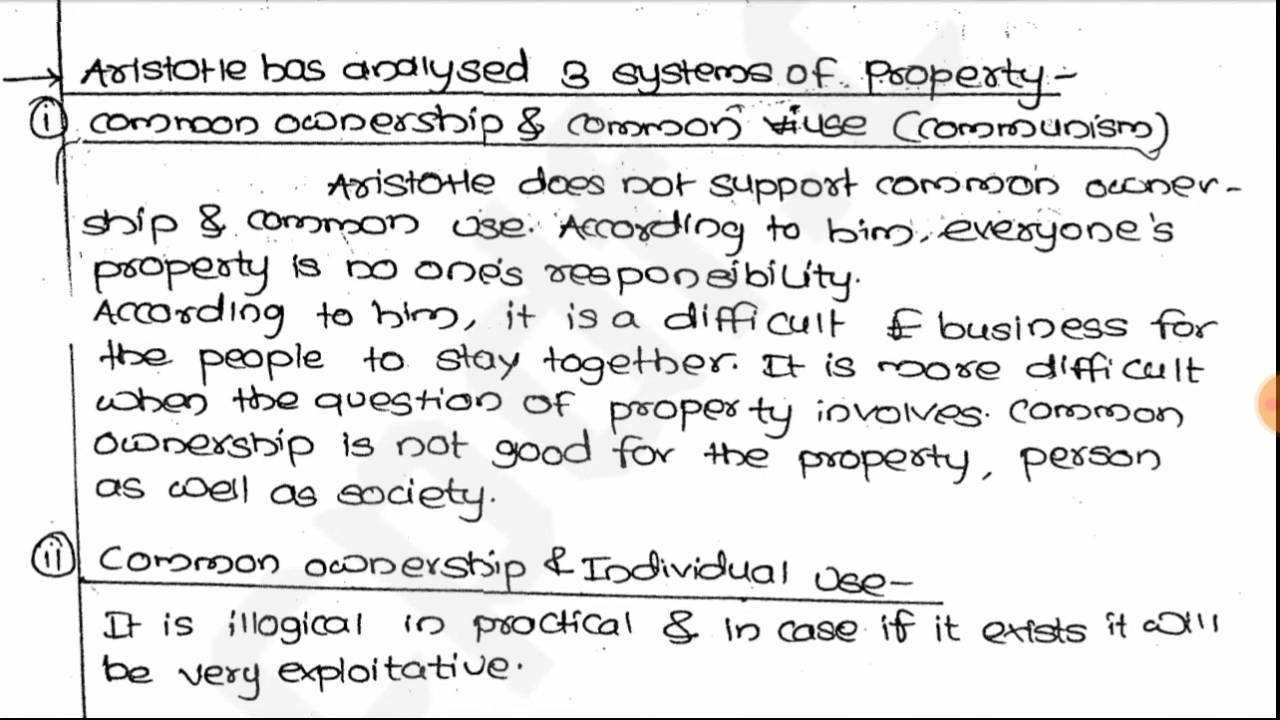 → Aristotle has analysed 3 systems of Property-
(i) common ownership & common use (communism)
Aristotle does not support common owner-
ship & common use. According to him, everyone's
property is no one's responsibility.
According to him, it is a difficult business for
the people to stay together. It is more difficult
when the question of property involves. Common
ownership is not good for the property, person
as well as society.
(ii) Common ownership & Individual use-
It is illogical in practical & in case if it exists it will
be very exploitative.